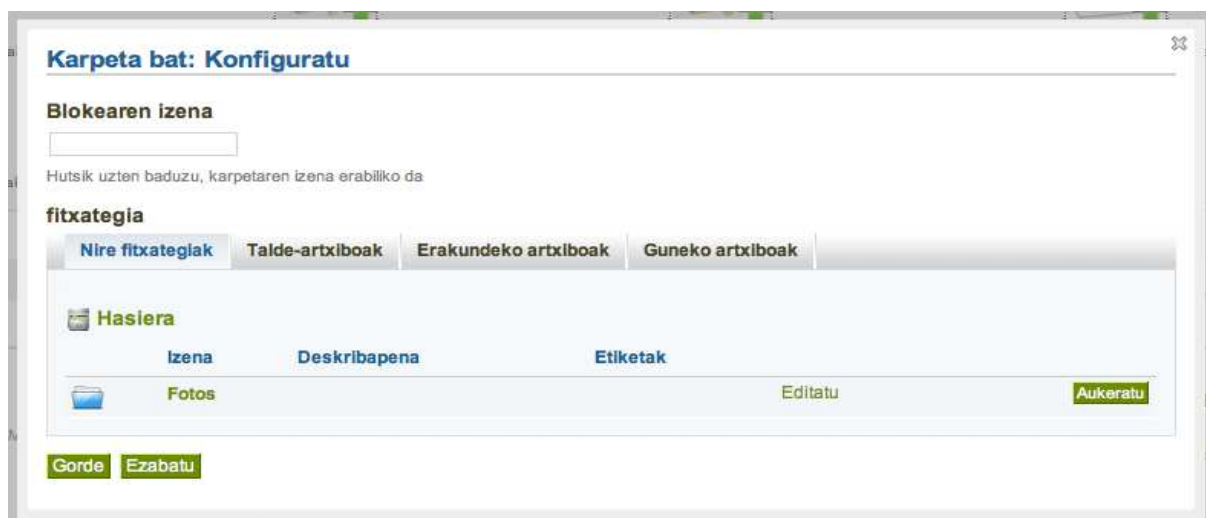 Karpeta bat: Konfiguratu
Blokearen izena
Hutsik uzten baduzu, karpetaren izena erabiliko da
fitxategia
Nire fitxategiak Talde-artxiboak Erakundeko artxiboak Guneko artxiboak
Hasiera
Izena Deskribapena Etiketak
Fotos Editatu Aukeratu
Gorde Ezabatu